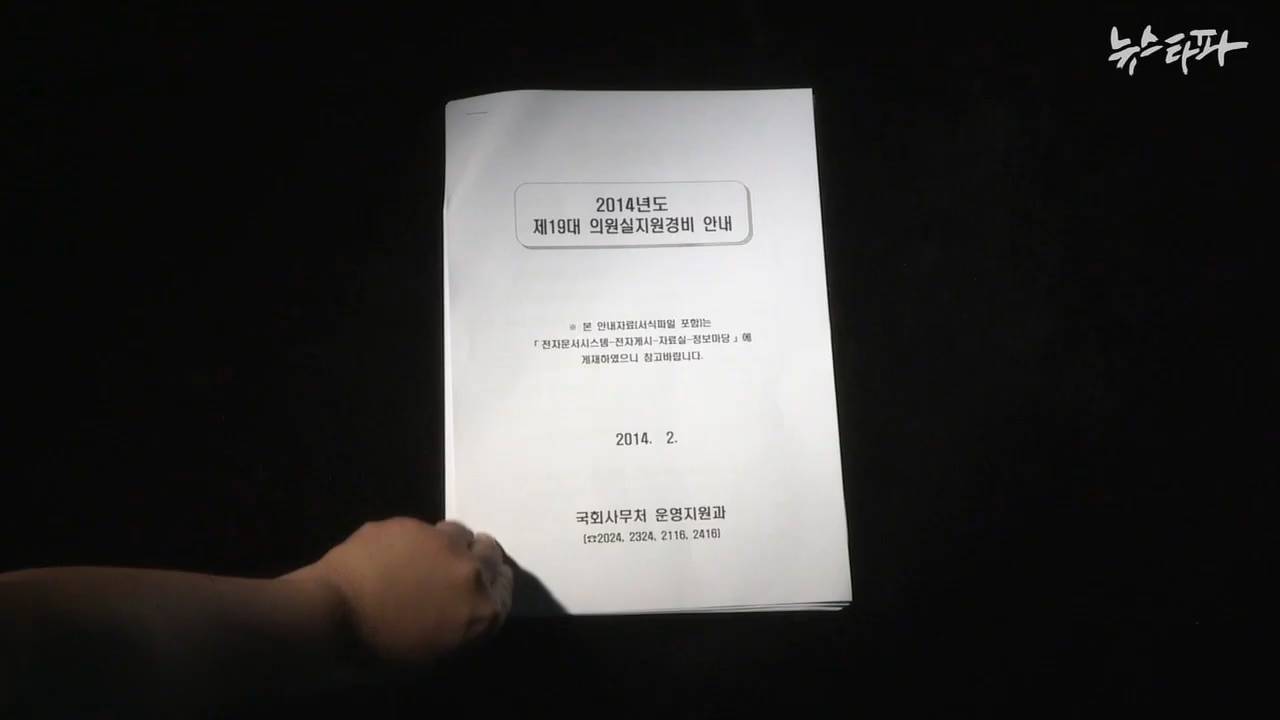 뉴스타파
2014년도
제19대 의원실지원경비 안내
※ 본 안내자료(서식파일 포함)는
「전자문서시스템-전자게시-자료실-정보마당」에
게재하였으니 참고바랍니다.
2014. 2.
국회사무처 운영지원과
(☎2024, 2324, 2116, 2416)